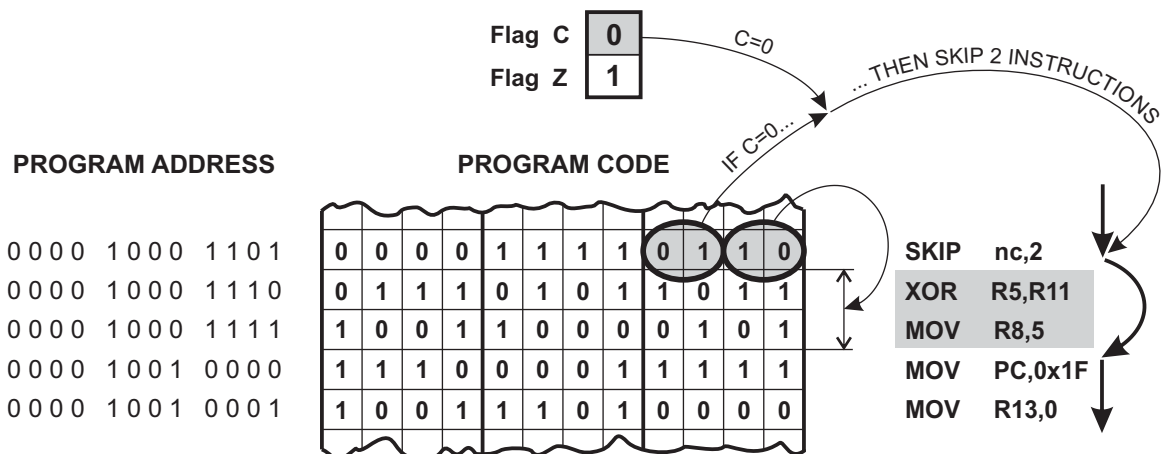 Flag C 0
C=0
Flag Z 1
IF C=0...
... THEN SKIP 2 INSTRUCTIONS
PROGRAM ADDRESS PROGRAM CODE
0000 1000 1101 0 0 0 0 1 1 1 1 0 1 1 0 SKIP nc,2
0000 1000 1110 0 1 1 1 0 1 0 1 1 0 1 1 XOR R5,R11
0000 1000 1111 1 0 0 1 1 0 0 0 0 1 0 1 MOV R8,5
0000 1001 0000 1 1 1 0 0 0 0 1 1 1 1 1 MOV PC,0x1F
0000 1001 0001 1 0 0 1 1 1 0 1 0 0 0 0 MOV R13,0